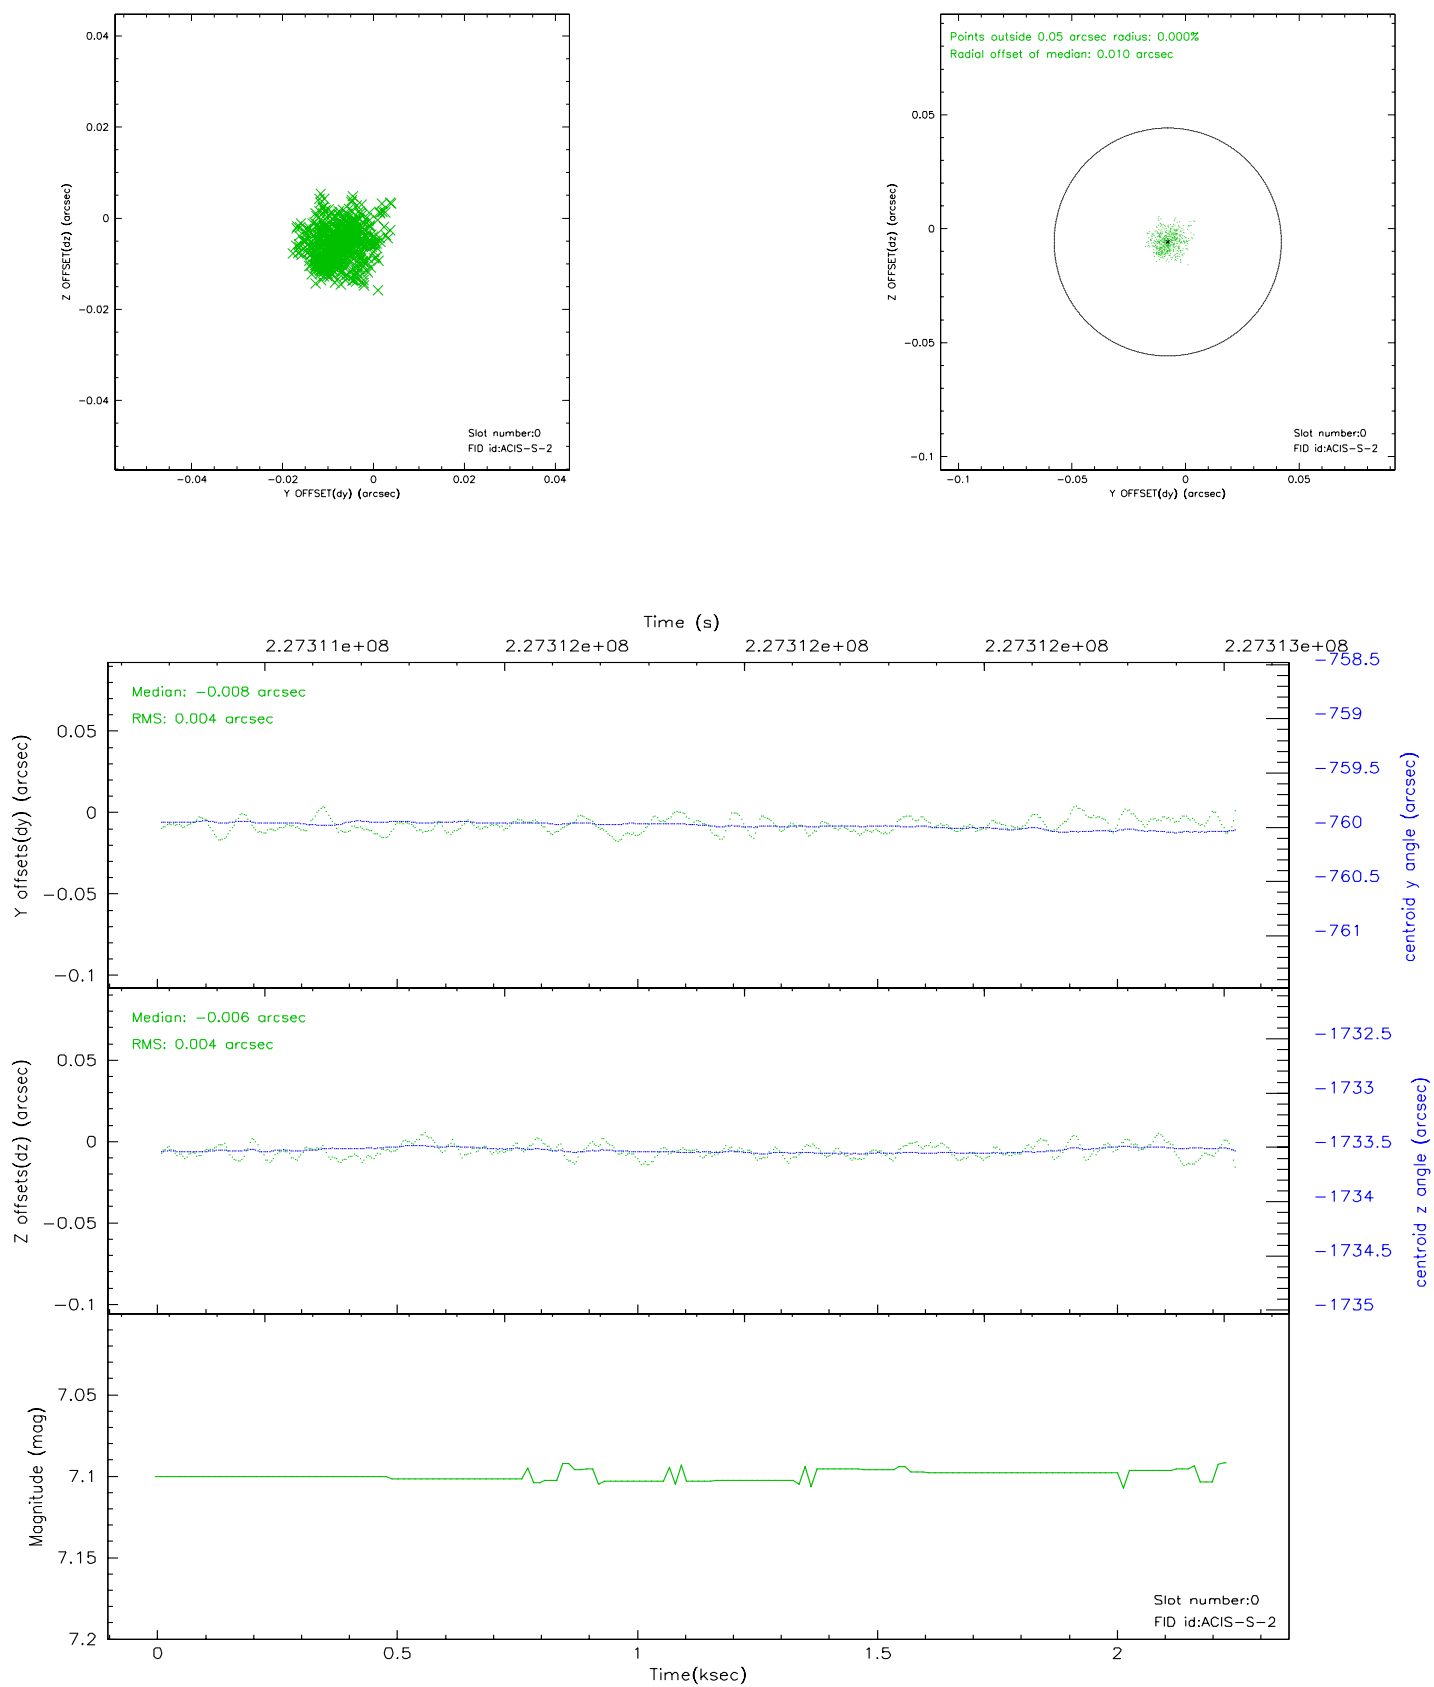 0.04
0.02
0
−0.02
−0.04
Z OFFSET(dz) (arcsec)
Slot number:0
FID id:ACIS−S−2
−0.04
−0.02
0
0.02
0.04
Y OFFSET(dy) (arcsec)
Points outside 0.05 arcsec radius: 0.000%
Radial offset of median: 0.010 arcsec
0.05
0
−0.05
−0.1
Z OFFSET(dz) (arcsec)
Slot number:0
FID id:ACIS−S−2
−0.1
−0.05
0
0.05
Y OFFSET(dy) (arcsec)
Time (s)
2.27311e+08
2.27312e+08
2.27312e+08
2.27312e+08
2.27313e+08
Median: −0.008 arcsec
RMS: 0.004 arcsec
0.05
0
−0.05
−0.1
Y offsets(dy) (arcsec)
−758.5
−759
−759.5
−760
−760.5
−761
centroid y angle (arcsec)
Median: −0.006 arcsec
RMS: 0.004 arcsec
0.05
0
−0.05
−0.1
Z offsets(dz) (arcsec)
−1732.5
−1733
−1733.5
−1734
−1734.5
−1735
centroid z angle (arcsec)
7.05
7.1
7.15
7.2
Magnitude (mag)
Slot number:0
FID id:ACIS−S−2
0
0.5
1
1.5
2
Time(ksec)